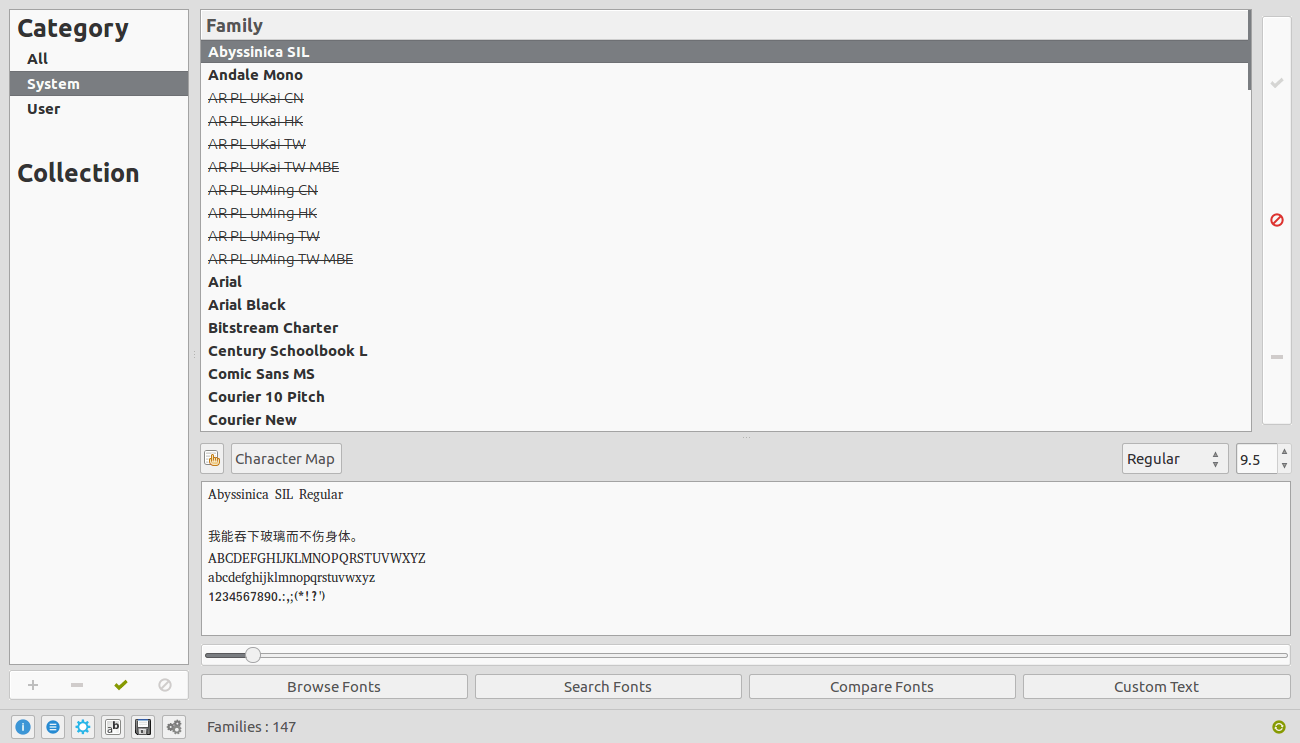 Category
All
System
User
Collection
Family
Abyssinica SIL
Andale Mono
AR PL UKai CN
AR PL UKai HK
AR PL UKai TW
AR PL UKai TW MBE
AR PL UMing CN
AR PL UMing HK
AR PL UMing TW
AR PL UMing TW MBE
Arial
Arial Black
Bitstream Charter
Century Schoolbook L
Comic Sans MS
Courier 10 Pitch
Courier New
Character Map
Regular
9.5
Abyssinica SIL Regular
我能吞下玻璃而不伤身体。
ABCDEFGHIJKLMNOPQRSTUVWXYZ
abcdefghijklmnopqrstuvwxyz
1234567890.:,;(*!?')
Browse Fonts
Search Fonts
Compare Fonts
Custom Text
Families : 147